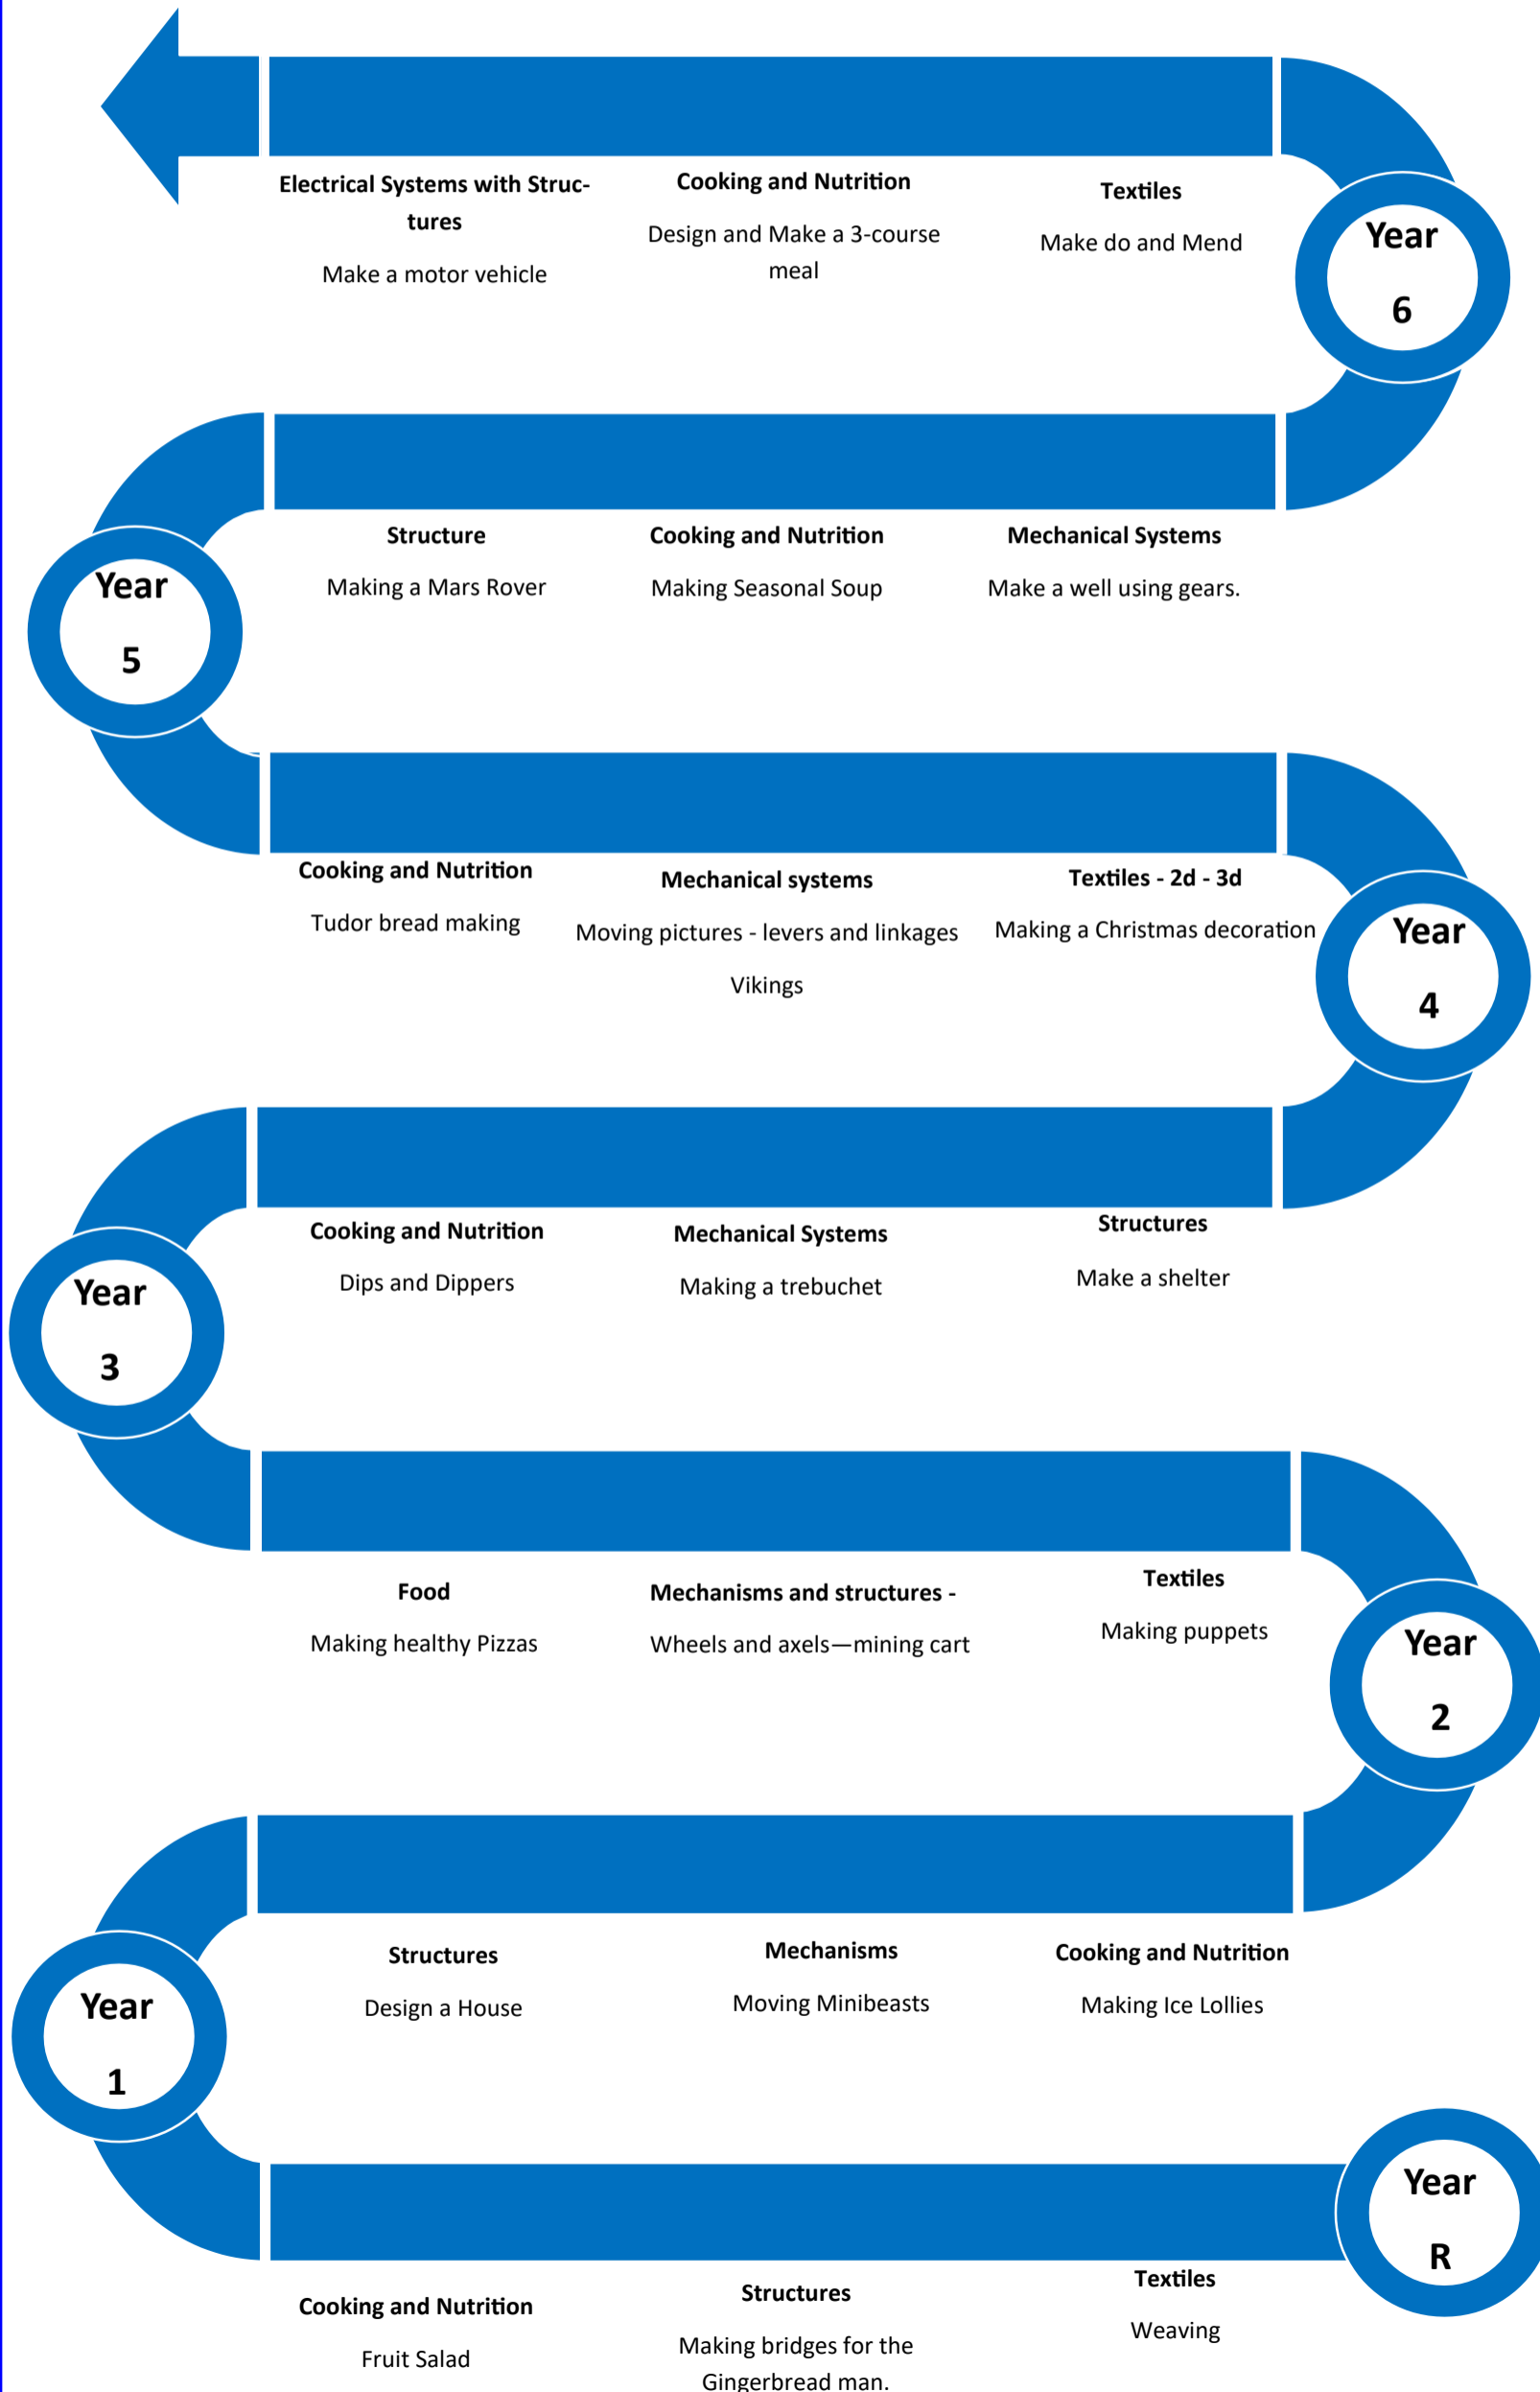 Electrical Systems with Struc-
tures
Make a motor vehicle
Cooking and Nutrition
Design and Make a 3-course
meal
Textiles
Make do and Mend
Year
6
Structure
Making a Mars Rover
Cooking and Nutrition
Making Seasonal Soup
Mechanical Systems
Make a well using gears.
Year
5
Cooking and Nutrition
Tudor bread making
Mechanical systems
Moving pictures - levers and linkages
Vikings
Textiles - 2d - 3d
Making a Christmas decoration
Year
4
Cooking and Nutrition
Dips and Dippers
Mechanical Systems
Making a trebuchet
Structures
Make a shelter
Year
3
Food
Making healthy Pizzas
Mechanisms and structures -
Wheels and axels—mining cart
Textiles
Making puppets
Year
2
Structures
Design a House
Mechanisms
Moving Minibeasts
Cooking and Nutrition
Making Ice Lollies
Year
1
Cooking and Nutrition
Fruit Salad
Structures
Making bridges for the
Gingerbread man.
Textiles
Weaving
Year
R